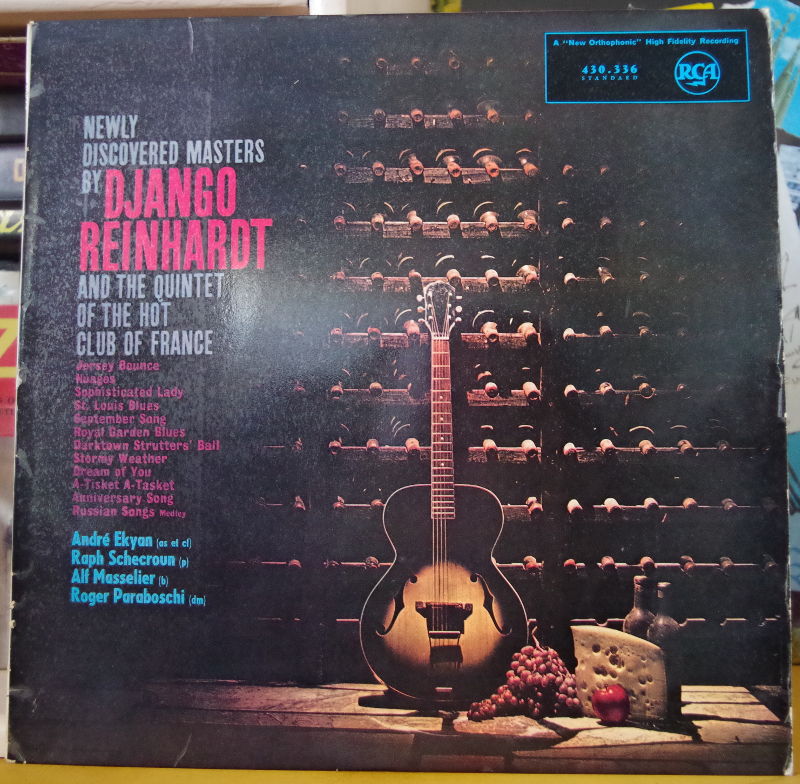 A "New Orthophonic" High Fidelity Recording
430.336
STANDARD
RCA
NEWLY
DISCOVERED MASTERS
BY DJANGO
REINHARDT
AND THE QUINTET
OF THE HOT
CLUB OF FRANCE
Jersey Bounce
Nuages
Sophisticated Lady
St. Louis Blues
September Song
Royal Garden Blues
Darktown Strutters' Ball
Stormy Weather
Dream of You
A-Tisket A-Tasket
Anniversary Song
Russian Songs Medley
André Ekyan (as et cl)
Raph Schecroun (p)
Alf Masselier (b)
Roger Paraboschi (dm)